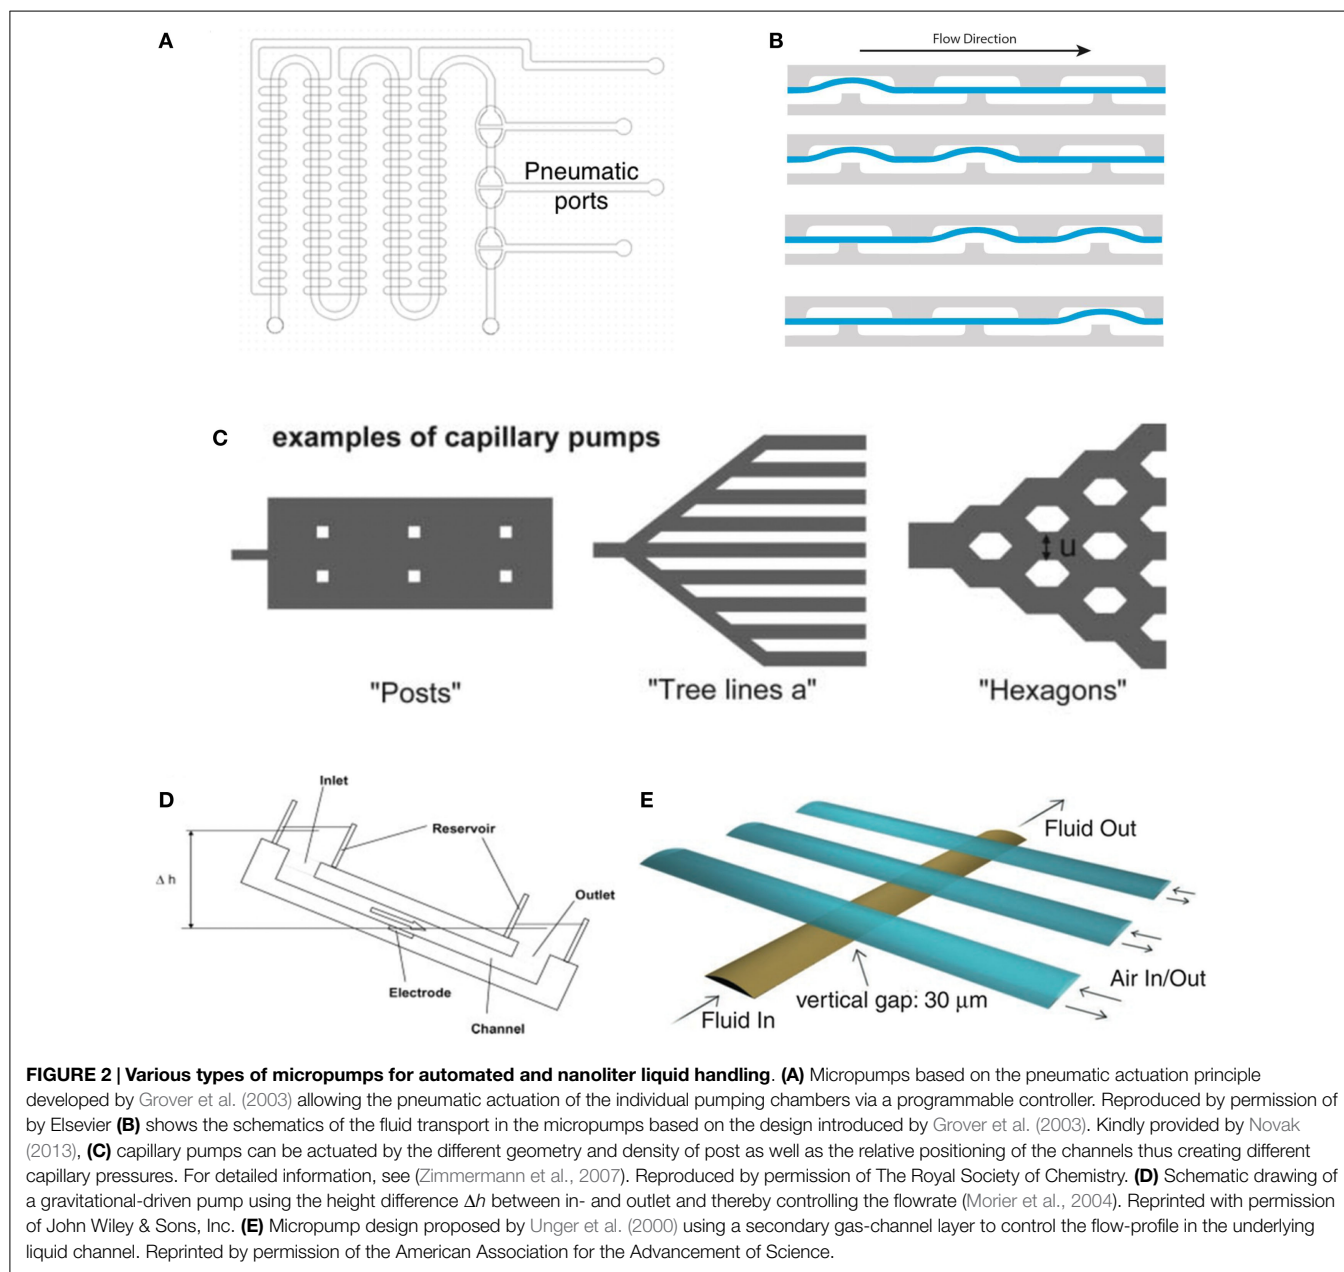 A
Pneumatic
ports
B
Flow Direction
C
examples of capillary pumps
u
"Posts"
"Tree lines a"
"Hexagons"
D
Inlet
Reservoir
Δ h
Outlet
Electrode
Channel
E
Fluid Out
Air In/Out
vertical gap: 30 μm
Fluid In
FIGURE 2 | Various types of micropumps for automated and nanoliter liquid handling. (A) Micropumps based on the pneumatic actuation principle
developed by Grover et al. (2003) allowing the pneumatic actuation of the individual pumping chambers via a programmable controller. Reproduced by permission of
by Elsevier (B) shows the schematics of the fluid transport in the micropumps based on the design introduced by Grover et al. (2003). Kindly provided by Novak
(2013), (C) capillary pumps can be actuated by the different geometry and density of post as well as the relative positioning of the channels thus creating different
capillary pressures. For detailed information, see (Zimmermann et al., 2007). Reproduced by permission of The Royal Society of Chemistry. (D) Schematic drawing of
a gravitational-driven pump using the height difference Δh between in- and outlet and thereby controlling the flowrate (Morier et al., 2004). Reprinted with permission
of John Wiley & Sons, Inc. (E) Micropump design proposed by Unger et al. (2000) using a secondary gas-channel layer to control the flow-profile in the underlying
liquid channel. Reprinted by permission of the American Association for the Advancement of Science.